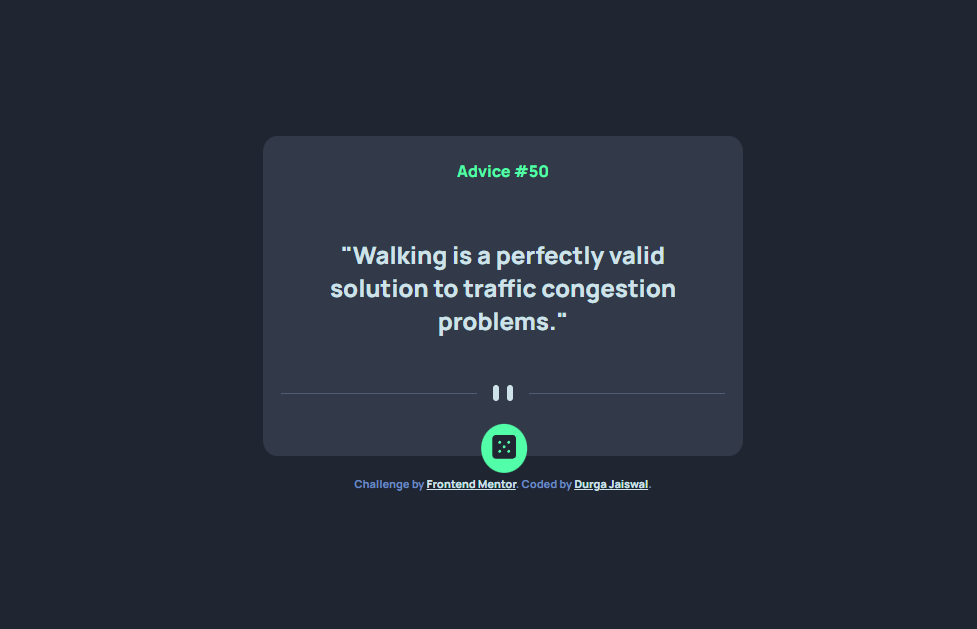 Advice #50
"Walking is a perfectly valid
solution to traffic congestion
problems."
Challenge by Frontend Mentor. Coded by Durga Jaiswal.